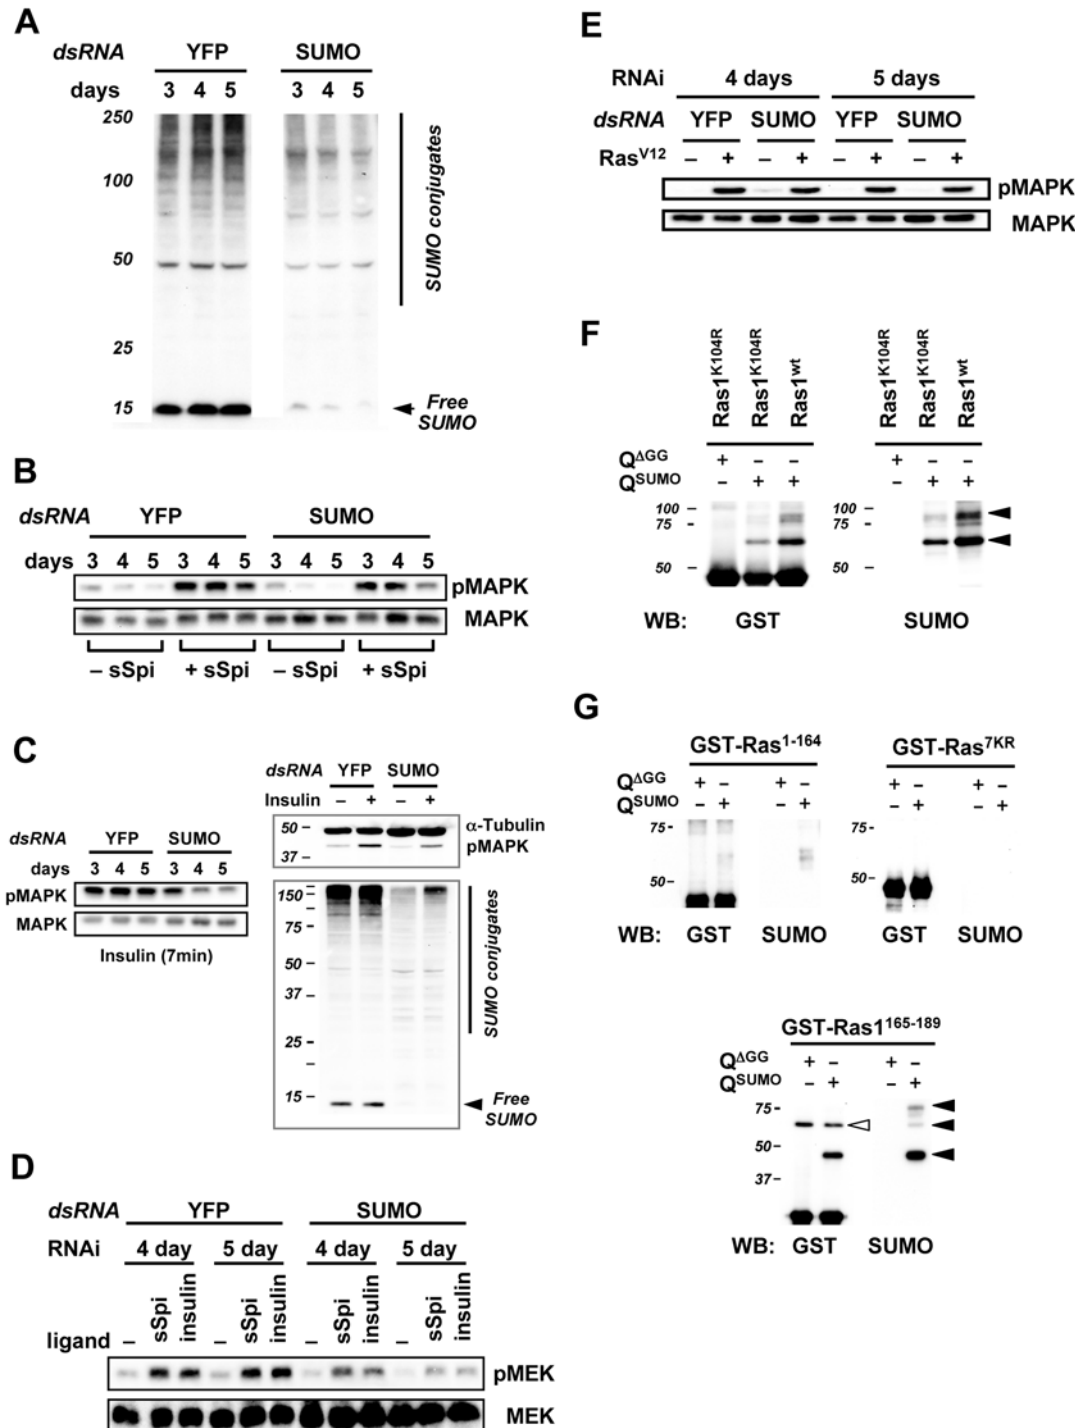 A
dsRNA YFP SUMO
days 3 4 5 3 4 5
250
100
50
25
15
SUMO conjugates
Free
SUMO
B
dsRNA YFP SUMO
days 3 4 5 3 4 5 3 4 5 3 4 5
pMAPK
MAPK
– sSpi + sSpi – sSpi + sSpi
C
dsRNA YFP SUMO
days 3 4 5 3 4 5
pMAPK
MAPK
Insulin (7min)
dsRNA YFP SUMO
Insulin – + – +
50 – α-Tubulin
pMAPK
37 –
150 –
75 –
50 –
37 –
25 –
15 –
SUMO conjugates
Free
SUMO
D
dsRNA YFP SUMO
RNAi 4 day 5 day 4 day 5 day
ligand – sSpi insulin – sSpi insulin – sSpi insulin – sSpi insulin
pMEK
MEK
E
RNAi 4 days 5 days
dsRNA YFP SUMO YFP SUMO
RasV12 – + – + – + – +
pMAPK
MAPK
F
Ras1K104R Ras1K104R Ras1wt Ras1K104R Ras1K104R Ras1wt
QΔGG + – – + – –
QSUMO – + + – + +
100 – 100 –
75 – 75 –
50 – 50 –
WB: GST SUMO
G
GST-Ras1-164 GST-Ras7KR
QΔGG + – + – + – + –
QSUMO – + – + – + – +
75- 75-
50- 50-
WB: GST SUMO GST SUMO
GST-Ras1165-189
QΔGG + – + –
QSUMO – + – +
75-
50-
37-
WB: GST SUMO